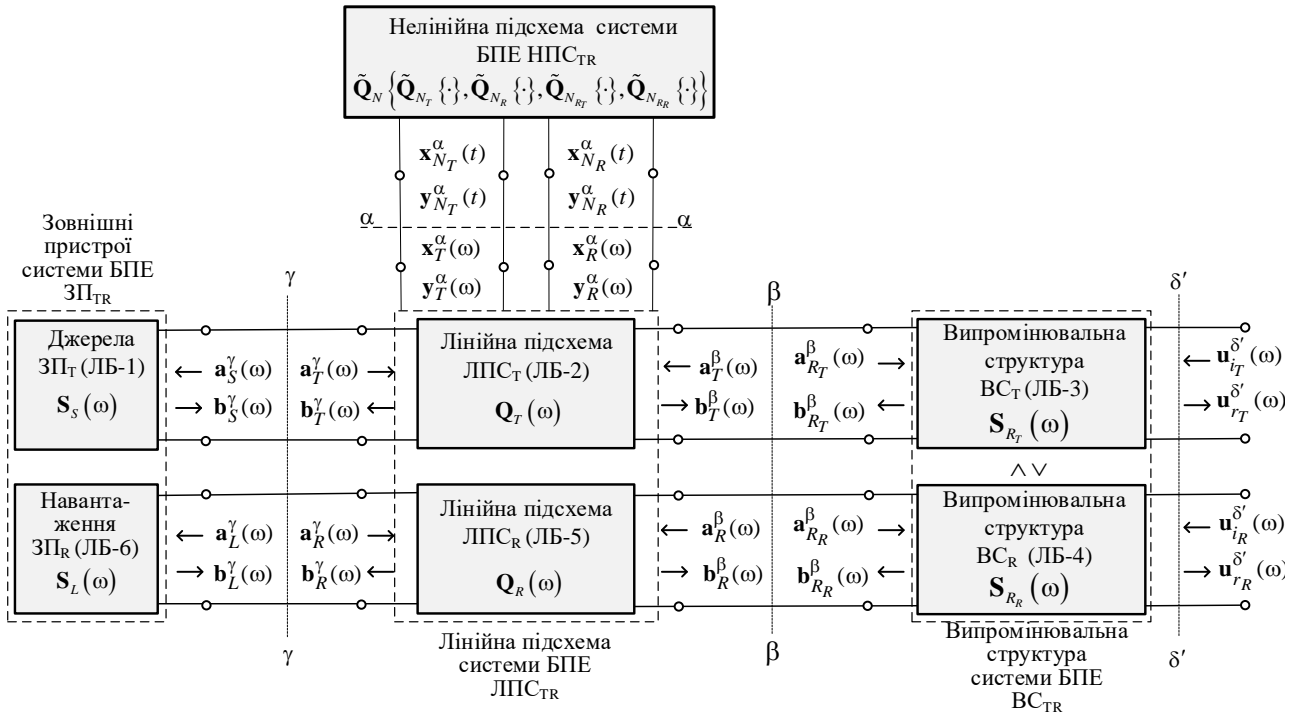 Нелінійна підсхема системи
БПЕ НПС_TR
Q̃_N {Q̃_{N_T} {·}, Q̃_{N_R} {·}, Q̃_{N_{R_T}} {·}, Q̃_{N_{R_R}} {·}}
x^α_{N_T}(t) x^α_{N_R}(t)
y^α_{N_T}(t) y^α_{N_R}(t)
α α
x^α_T(ω) x^α_R(ω)
y^α_T(ω) y^α_R(ω)
Зовнішні
пристрої
системи БПЕ
ЗП_TR
γ β δ′
Джерела
ЗП_T (ЛБ-1)
S_S(ω)
a^γ_S(ω) a^γ_T(ω)
b^γ_S(ω) b^γ_T(ω)
Лінійна підсхема
ЛПС_T (ЛБ-2)
Q_T(ω)
a^β_T(ω) a^β_{R_T}(ω)
b^β_T(ω) b^β_{R_T}(ω)
Випромінювальна
структура
ВС_T (ЛБ-3)
S_{R_T}(ω)
u^{δ′}_{i_T}(ω)
u^{δ′}_{r_T}(ω)
Наванта-
ження
ЗП_R (ЛБ-6)
S_L(ω)
a^γ_L(ω) a^γ_R(ω)
b^γ_L(ω) b^γ_R(ω)
Лінійна підсхема
ЛПС_R (ЛБ-5)
Q_R(ω)
a^β_R(ω) a^β_{R_R}(ω)
b^β_R(ω) b^β_{R_R}(ω)
Випромінювальна
структура
ВС_R (ЛБ-4)
S_{R_R}(ω)
u^{δ′}_{i_R}(ω)
u^{δ′}_{r_R}(ω)
γ β δ′
Лінійна підсхема
системи БПЕ
ЛПС_TR
Випромінювальна
структура
системи БПЕ
ВС_TR